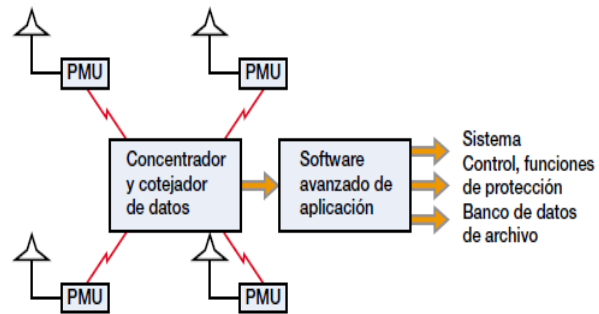 PMU
PMU
Concentrador
y cotejador
de datos
Software
avanzado de
aplicación
Sistema
Control, funciones
de protección
Banco de datos
de archivo
PMU
PMU